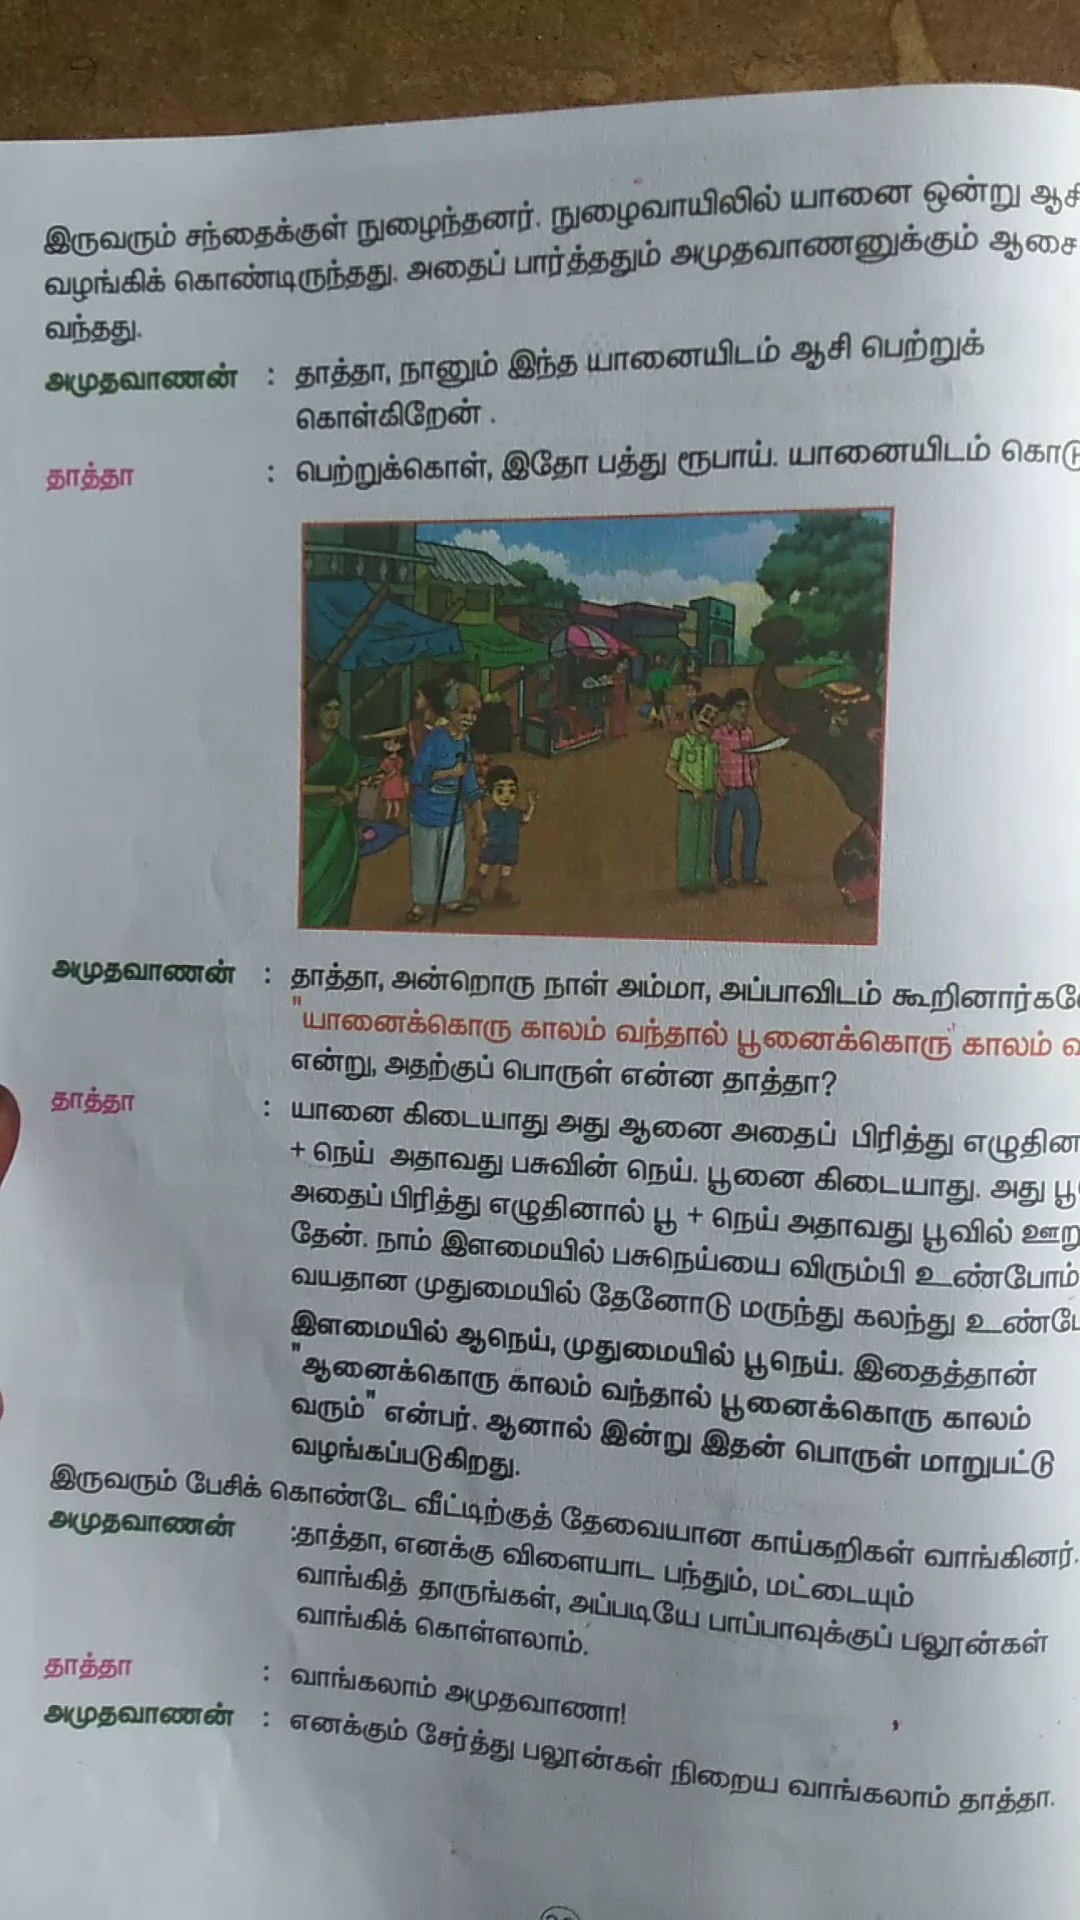 இருவரும் சந்தைக்குள் நுழைந்தனர். நுழைவாயிலில் யானை ஒன்று ஆசி
வழங்கிக் கொண்டிருந்தது. அதைப் பார்த்ததும் அமுதவாணனுக்கும் ஆசை
வந்தது.
அமுதவாணன் : தாத்தா, நானும் இந்த யானையிடம் ஆசி பெற்றுக்
கொள்கிறேன் .
தாத்தா : பெற்றுக்கொள், இதோ பத்து ரூபாய். யானையிடம்
அமுதவாணன் : தாத்தா, அன்றொரு நாள் அம்மா, அப்பாவிடம்
"யானைக்கொரு காலம் வந்தால் பூனைக்கொரு காலம்
என்று, அதற்குப் பொருள் என்ன தாத்தா?
தாத்தா : யானை கிடையாது அது ஆனை அதைப் பிரித்து
+ நெய் அதாவது பசுவின் நெய். பூனை கிடையாது. அது
அதைப் பிரித்து எழுதினால் பூ + நெய் அதாவது பூவில்
தேன். நாம் இளமையில் பசுநெய்யை விரும்பி உண்போம்
வயதான முதுமையில் தேனோடு மருந்து கலந்து
இளமையில் ஆநெய், முதுமையில் பூநெய். இதைத்தான்
"ஆனைக்கொரு காலம் வந்தால் பூனைக்கொரு காலம்
வரும்" என்பர். ஆனால் இன்று இதன் பொருள் மாறுபட்டு
வழங்கப்படுகிறது.
இருவரும் பேசிக் கொண்டே வீட்டிற்குத் தேவையான காய்கறிகள் வாங்கினர்.
அமுதவாணன் :தாத்தா, எனக்கு விளையாட பந்தும், மட்டையும்
வாங்கித் தாருங்கள், அப்படியே பாப்பாவுக்குப் பலூன்கள்
வாங்கிக் கொள்ளலாம்.
தாத்தா : வாங்கலாம் அமுதவாணா!
அமுதவாணன் : எனக்கும் சேர்த்து பலூன்கள் நிறைய வாங்கலாம் தாத்தா.